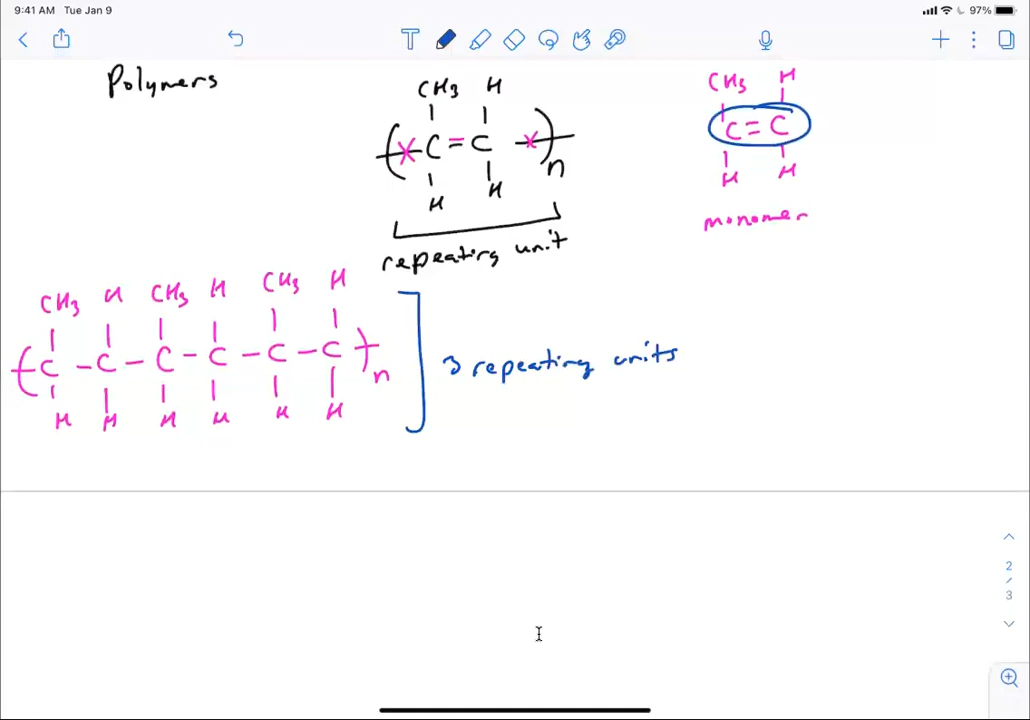 9:41 AM Tue Jan 9
97%
T
Polymers
CH3 H
C = C
n
H H
repeating unit
CH3 H
C = C
H H
monomer
CH3 H CH3 H CH3 H
C - C - C - C - C - C
n
H H H H H H
3 repeating units
2
/
3